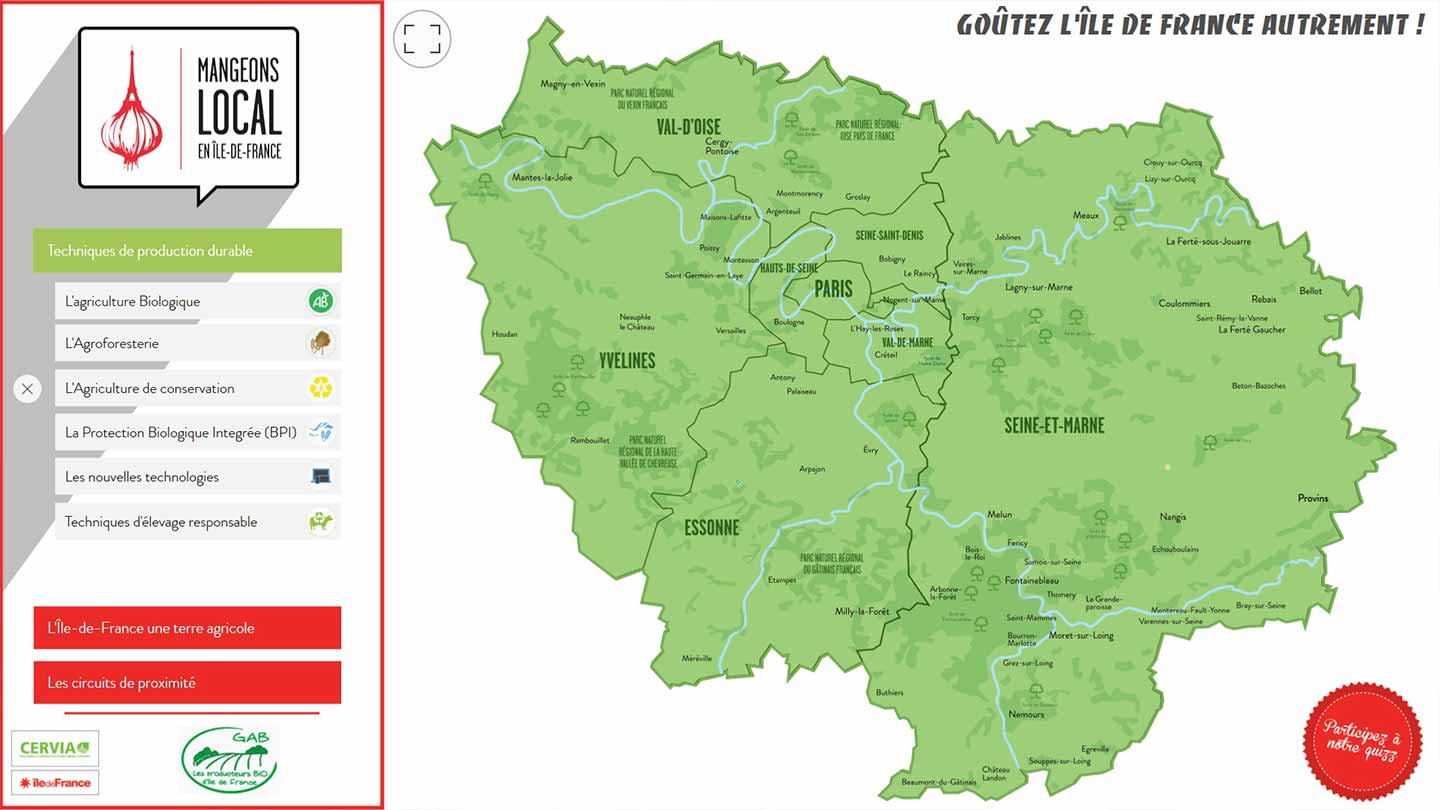 MANGEONS
LOCAL
EN ÎLE-DE-FRANCE
Techniques de production durable
L'agriculture Biologique
AB
L'Agroforesterie
L'Agriculture de conservation
La Protection Biologique Integrée (BPI)
Les nouvelles technologies
Techniques d'élevage responsable
L'Île-de-France une terre agricole
Les circuits de proximité
CERVIA
île de France
GAB
Les producteurs BIO
d'Ile de France
GOÛTEZ L'ÎLE DE FRANCE AUTREMENT !
Magny-en-Vexin
PARC NATUREL RÉGIONAL
DU VEXIN FRANÇAIS
VAL-D'OISE
PARC NATUREL RÉGIONAL
OISE PAYS DE FRANCE
Cergy-
Pontoise
Mantes-la-Jolie
Montmorency
Groslay
Maisons-Lafitte
Argenteuil
Poissy
Montesson
Saint-Germain-en-Laye
HAUTS-DE-SEINE
SEINE-SAINT-DENIS
Bobigny
Le Raincy
PARIS
Nogent-sur-Marne
Boulogne
L'Haÿ-les-Roses
VAL-DE-MARNE
Créteil
Neauphle
le Château
Versailles
Houdan
YVELINES
Antony
Palaiseau
Rambouillet
PARC NATUREL
RÉGIONAL DE LA HAUTE
VALLÉE DE CHEVREUSE
Évry
Arpajon
ESSONNE
PARC NATUREL RÉGIONAL
DU GÂTINAIS FRANÇAIS
Etampes
Milly-la-Forêt
Méréville
Crouy-sur-Ourcq
Lizy-sur-Ourcq
Meaux
Jablines
La Ferté-sous-Jouarre
Vaires-
sur-Marne
Lagny-sur-Marne
Torcy
Coulommiers
Rebais
Bellot
Saint-Rémy-la-Vanne
La Ferté Gaucher
Beton-Bazoches
SEINE-ET-MARNE
Provins
Melun
Nangis
Fericy
Bois-
le-Roi
Samois-sur-Seine
Echouboulains
Fontainebleau
Arbonne-
la-Forêt
Thomery
La Grande-
paroisse
Saint-Mammes
Montereau-Fault-Yonne
Bray-sur-Seine
Varennes-sur-Seine
Bourron-
Marlotte
Moret-sur-Loing
Grez-sur-Loing
Buthiers
Nemours
Egreville
Souppes-sur-Loing
Château
Landon
Beaumont-du-Gâtinais
Participez à
notre quizz